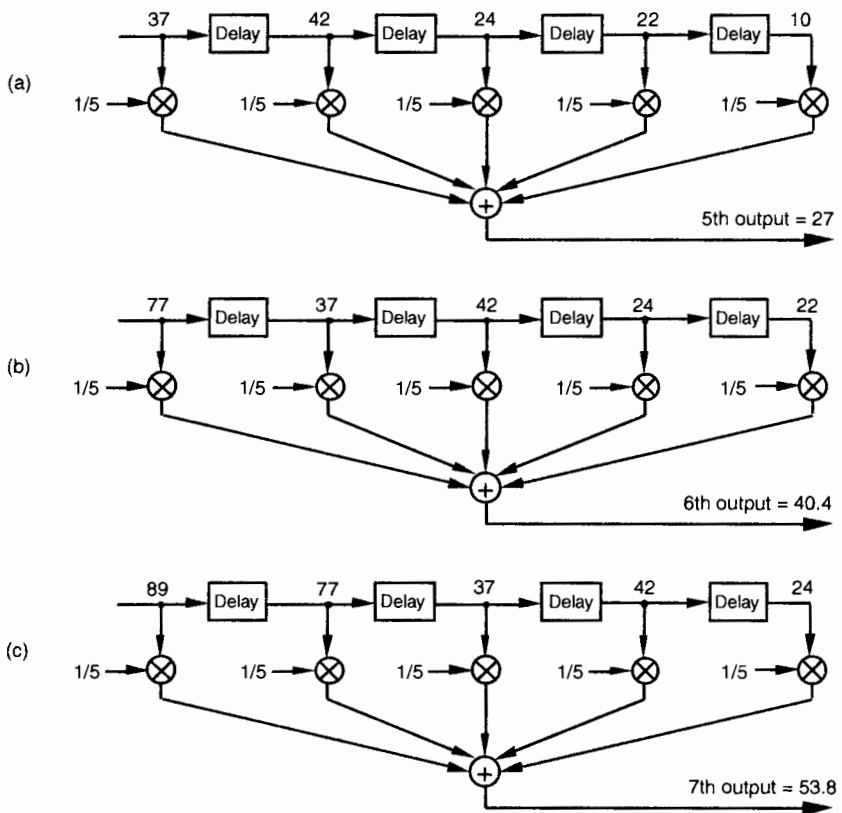 37 42 24 22 10
Delay Delay Delay Delay
(a)
1/5 1/5 1/5 1/5 1/5
+
5th output = 27
77 37 42 24 22
Delay Delay Delay Delay
(b)
1/5 1/5 1/5 1/5 1/5
+
6th output = 40.4
89 77 37 42 24
Delay Delay Delay Delay
(c)
1/5 1/5 1/5 1/5 1/5
+
7th output = 53.8